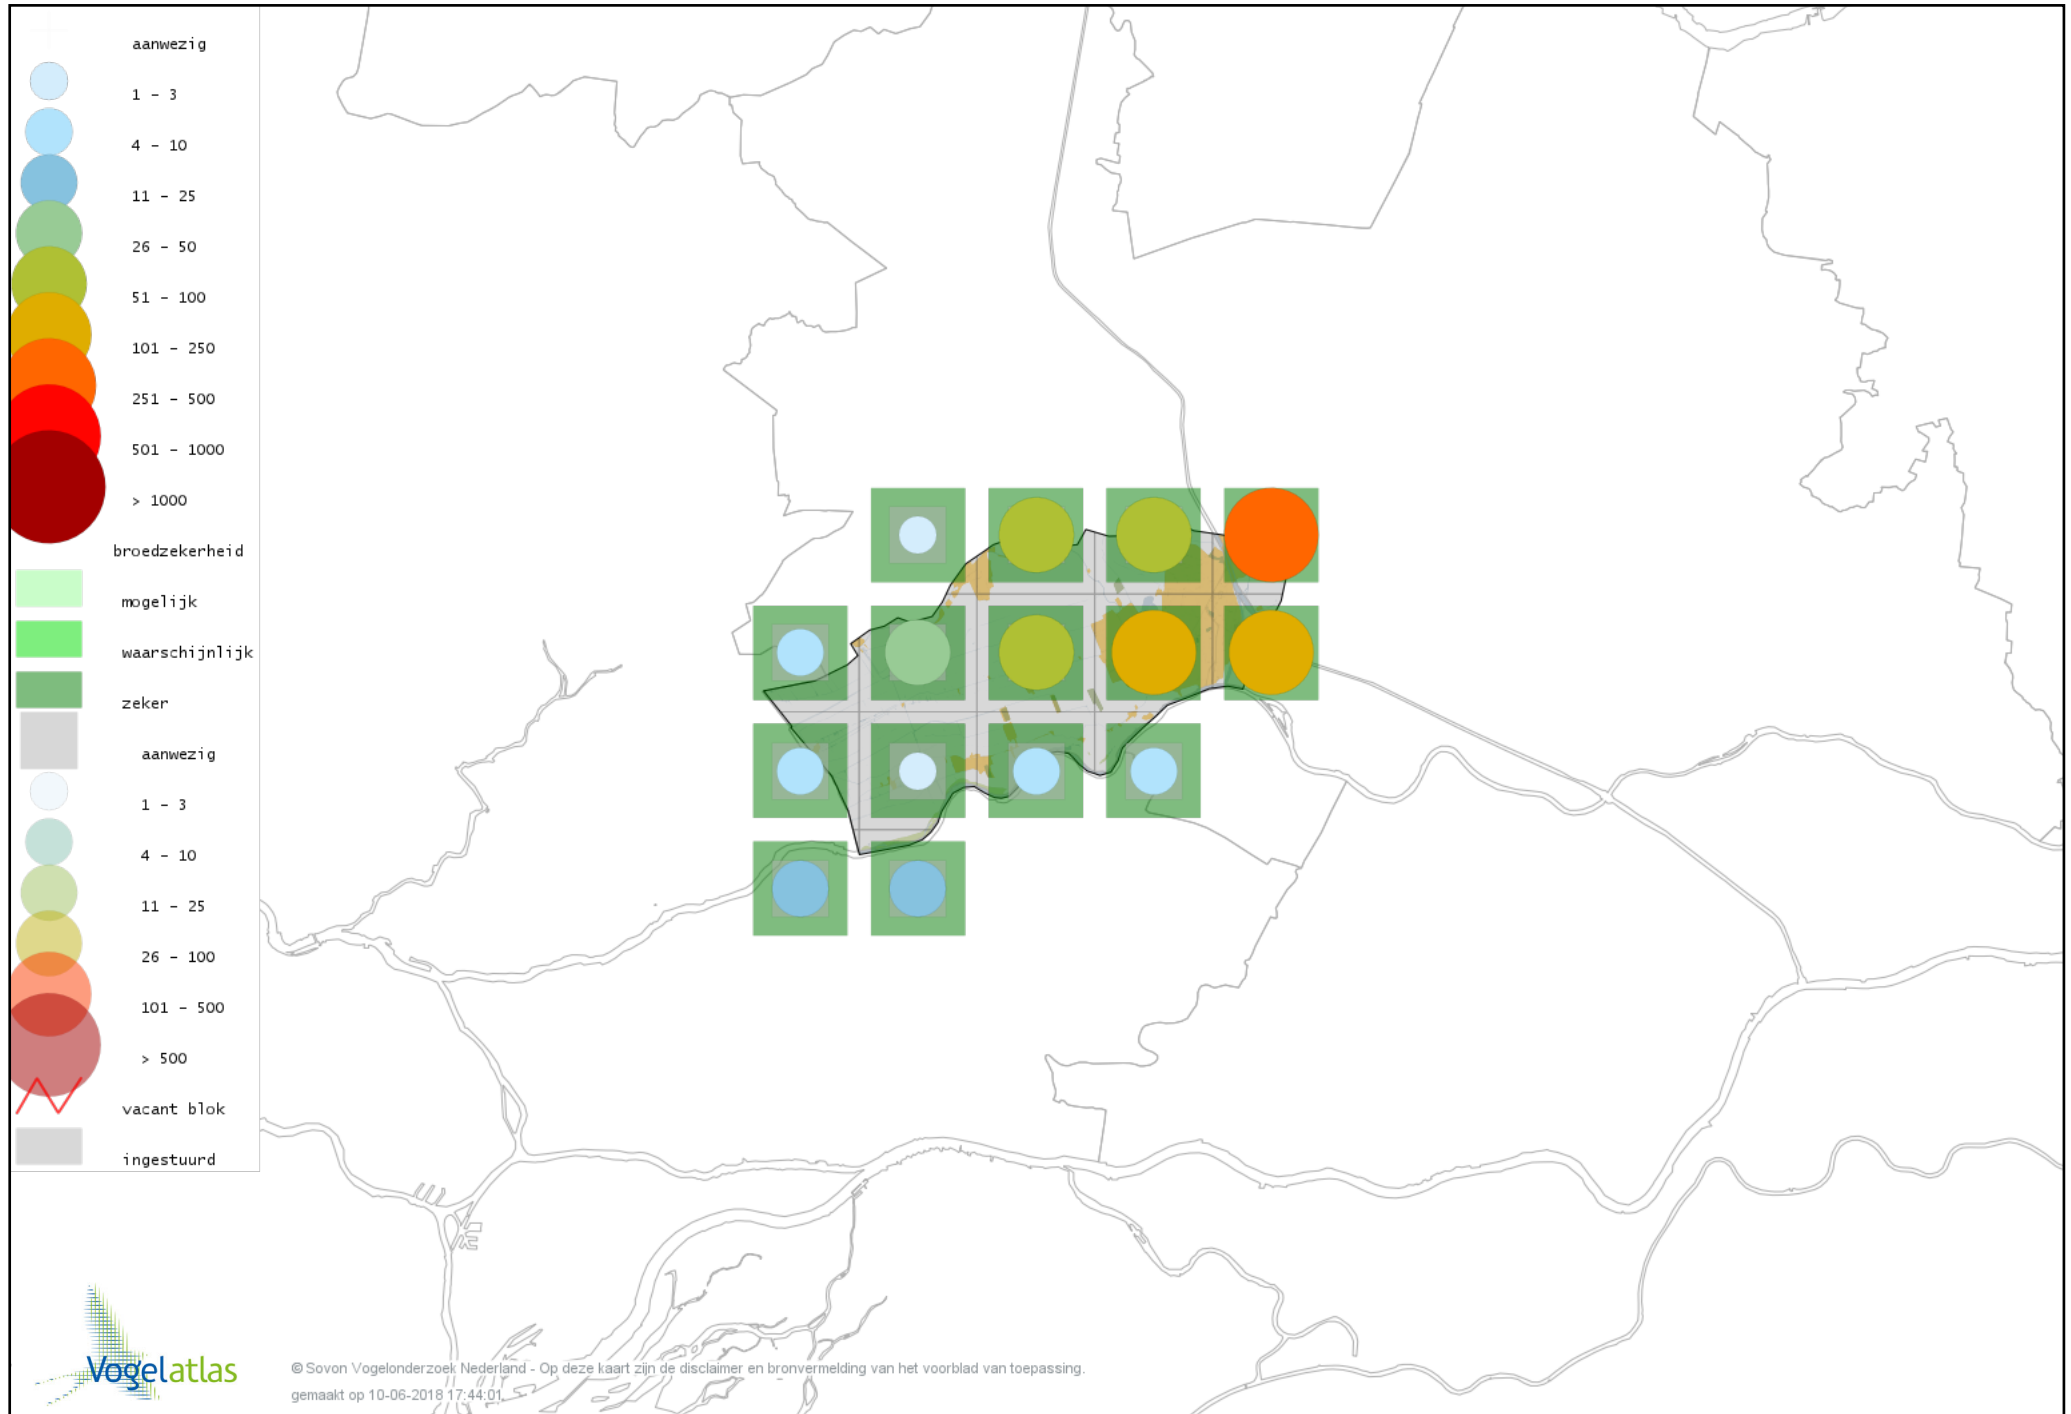 aanwezig
1 – 3
4 – 10
11 – 25
26 – 50
51 – 100
101 – 250
251 – 500
501 – 1000
> 1000
broedzekerheid
mogelijk
waarschijnlijk
zeker
aanwezig
1 – 3
4 – 10
11 – 25
26 – 100
101 – 500
> 500
vacant blok
ingestuurd
Vogelatlas
© Sovon Vogelonderzoek Nederland - Op deze kaart zijn de disclaimer en bronvermelding van het voorblad van toepassing.
gemaakt op 10-06-2018 17:44:01